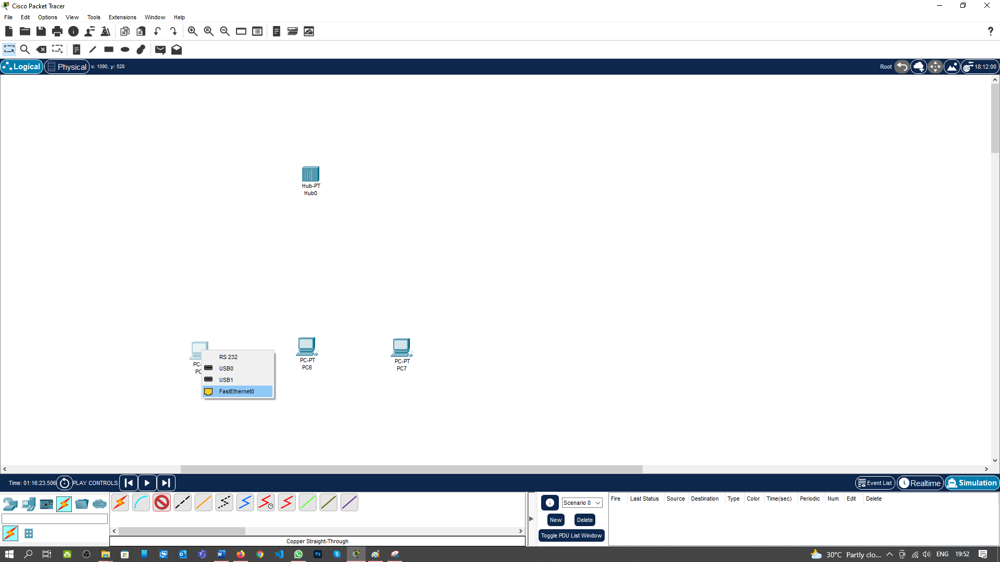 Cisco Packet Tracer
File Edit Options View Tools Extensions Window Help
Logical Physical x: 1090, y: 528 Root 18:12:00
Hub-PT
Hub0
PC-PT
PC6
PC-PT
PC7
PC-
PC
RS 232
USB0
USB1
FastEthernet0
Time: 01:16:23.506 PLAY CONTROLS: Event List Realtime Simulation
Scenario 0
New Delete
Toggle PDU List Window
Fire Last Status Source Destination Type Color Time(sec) Periodic Num Edit Delete
Copper Straight-Through
30°C Partly clo... ENG 19:52